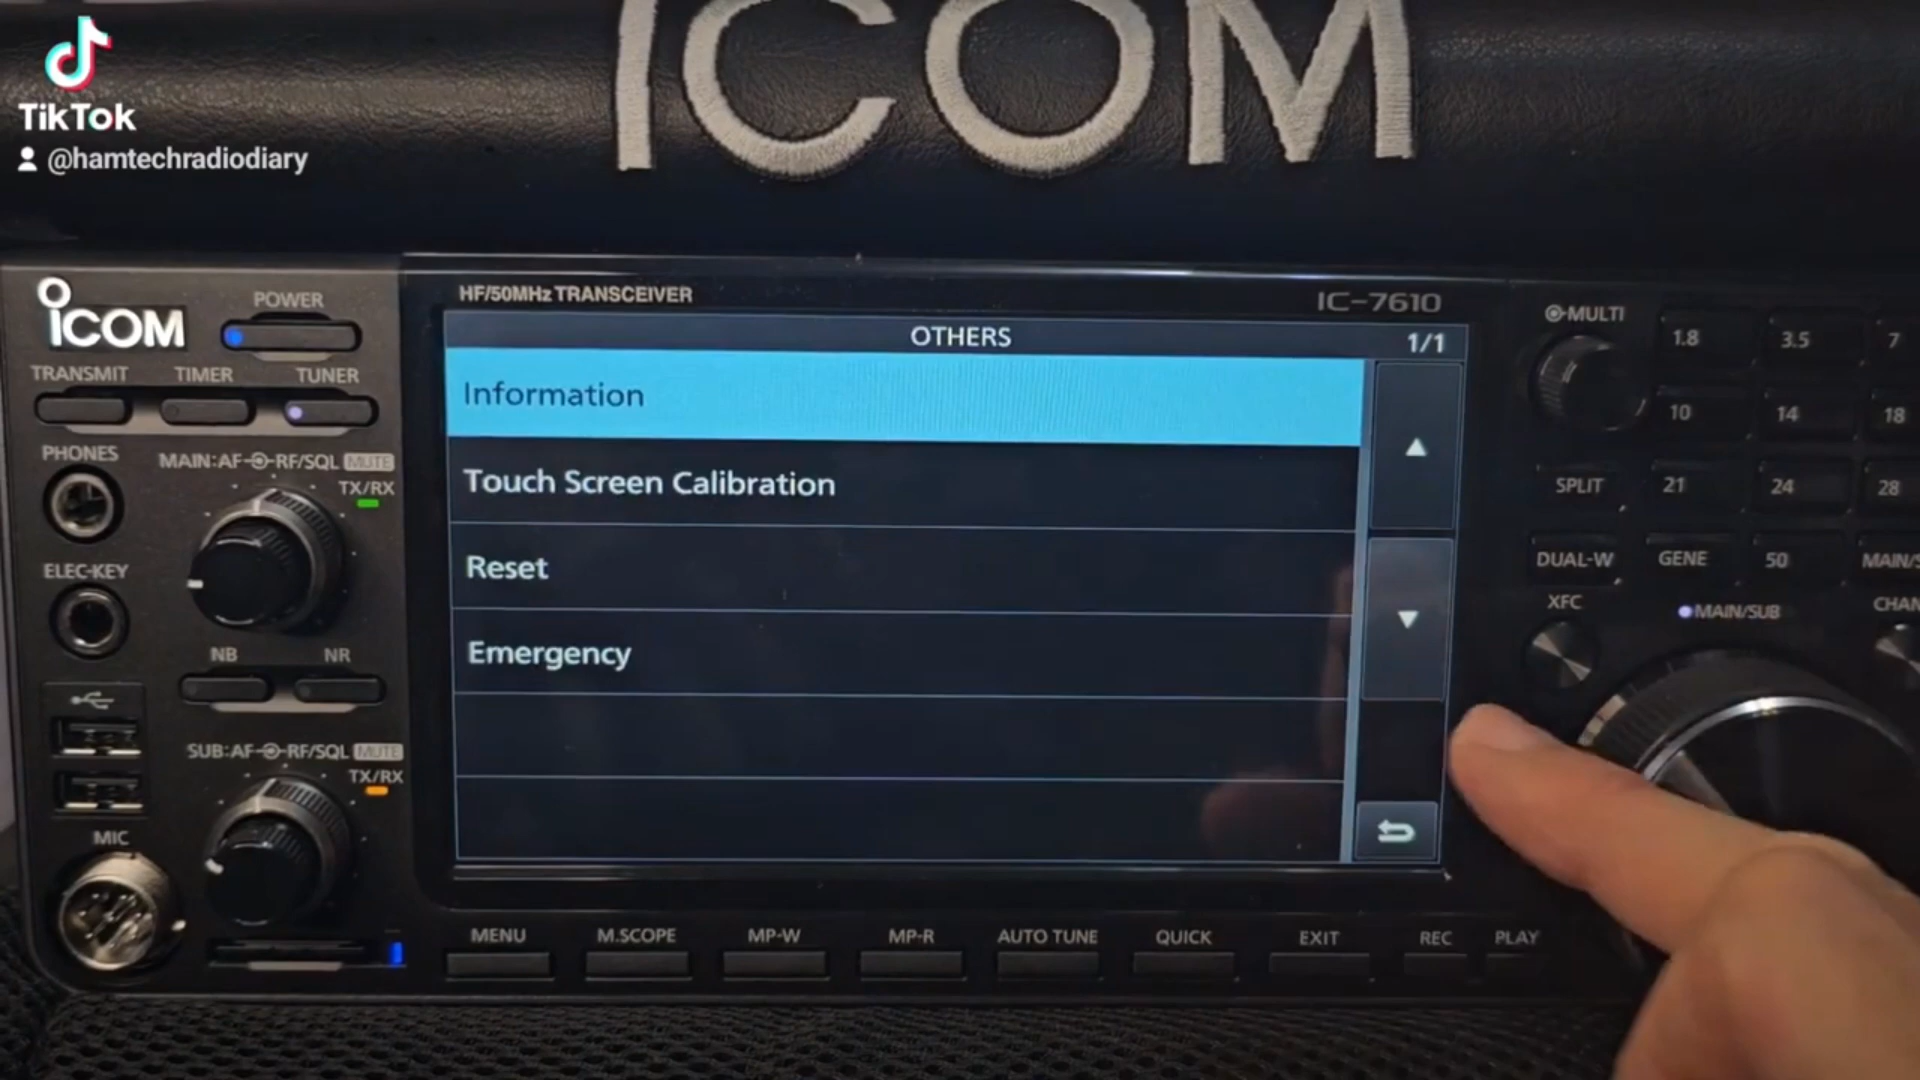 TikTok
@hamtechradiodiary
ICOM
HF/50MHz TRANSCEIVER
IC-7610
ICOM
POWER
TRANSMIT
TIMER
TUNER
PHONES
MAIN:AF RF/SQL MUTE
TX/RX
ELEC-KEY
NB
NR
SUB:AF RF/SQL MUTE
TX/RX
MIC
OTHERS
1/1
Information
Touch Screen Calibration
Reset
Emergency
MENU
M.SCOPE
MP-W
MP-R
AUTO TUNE
QUICK
EXIT
REC
PLAY
MULTI
1.8
3.5
7
10
14
18
SPLIT
21
24
28
DUAL-W
GENE
50
MAIN/S
XFC
MAIN/SUB
CHAN